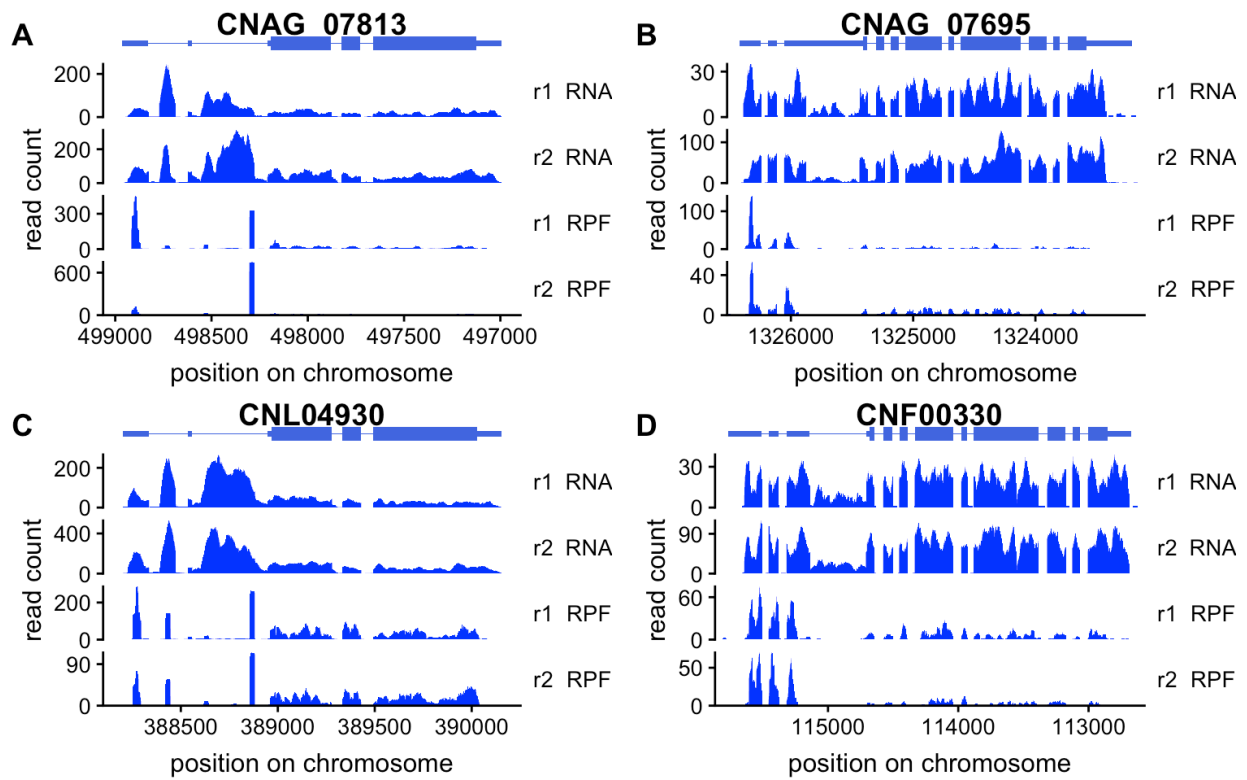 A
CNAG_07813
200
0
r1 RNA
200
0
r2 RNA
300
0
r1 RPF
600
0
r2 RPF
read count
499000 498500 498000 497500 497000
position on chromosome
B
CNAG_07695
30
0
r1 RNA
100
50
0
r2 RNA
100
50
0
r1 RPF
40
0
r2 RPF
read count
1326000 1325000 1324000
position on chromosome
C
CNL04930
200
0
r1 RNA
400
0
r2 RNA
200
0
r1 RPF
90
0
r2 RPF
read count
388500 389000 389500 390000
position on chromosome
D
CNF00330
30
0
r1 RNA
90
0
r2 RNA
60
0
r1 RPF
50
0
r2 RPF
read count
115000 114000 113000
position on chromosome